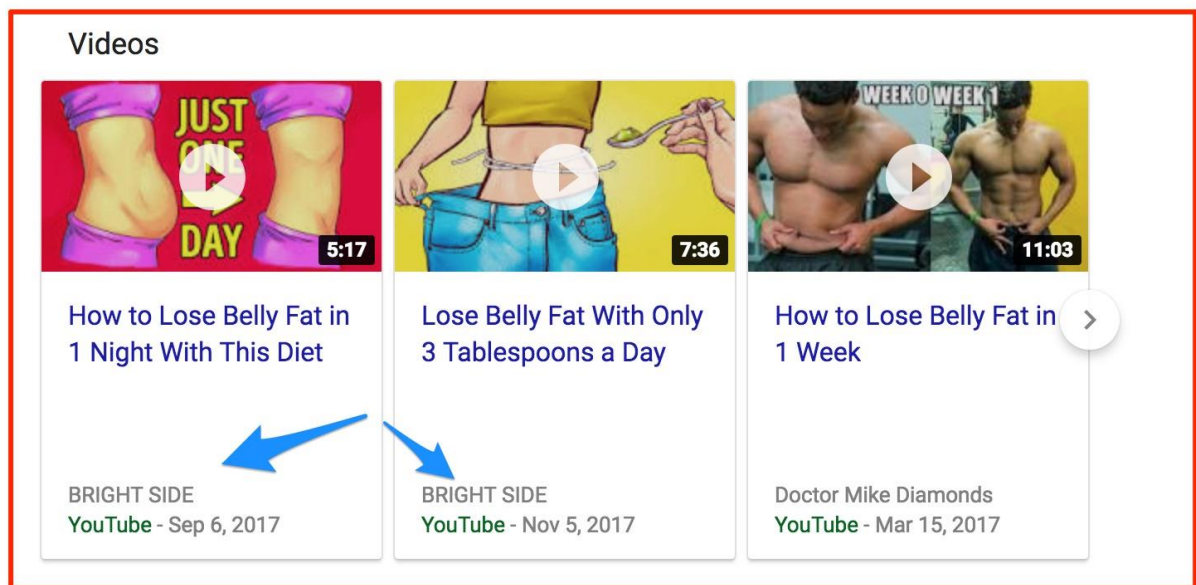 Videos
JUST
ONE
DAY
5:17
7:36
WEEK 0 WEEK 1
11:03
How to Lose Belly Fat in
1 Night With This Diet
Lose Belly Fat With Only
3 Tablespoons a Day
How to Lose Belly Fat in
1 Week
BRIGHT SIDE
YouTube - Sep 6, 2017
BRIGHT SIDE
YouTube - Nov 5, 2017
Doctor Mike Diamonds
YouTube - Mar 15, 2017